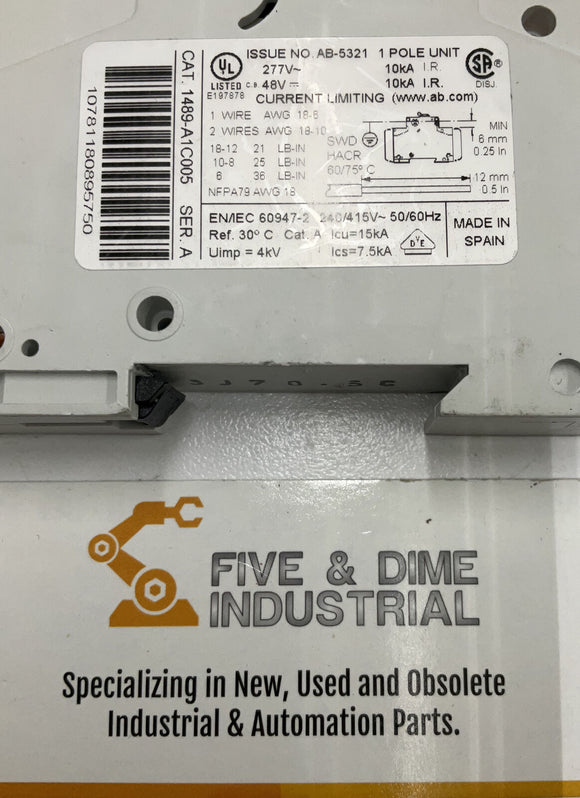 ISSUE NO. AB-5321 1 POLE UNIT
UL
277V~ 10kA I.R.
LISTED C.B. 48V⎓ 10kA I.R.
SA
DISJ.
E197878
CURRENT LIMITING (www.ab.com)
1 WIRE AWG 18-6
2 WIRES AWG 18-10
18-12 21 LB-IN
10-8 25 LB-IN
6 36 LB-IN
NFPA79 AWG 18
SWD
HACR
60/75°C
MIN
6 mm
0.25 In
12 mm
0.5 In
EN/IEC 60947-2 240/415V~ 50/60Hz
Ref. 30° C Cat. A Icu=15kA
Uimp = 4kV Ics=7.5kA
DVE
MADE IN
SPAIN
CAT. 1489-A1C005 SER. A
10781180895750
FIVE & DIME
INDUSTRIAL
Specializing in New, Used and Obsolete
Industrial & Automation Parts.